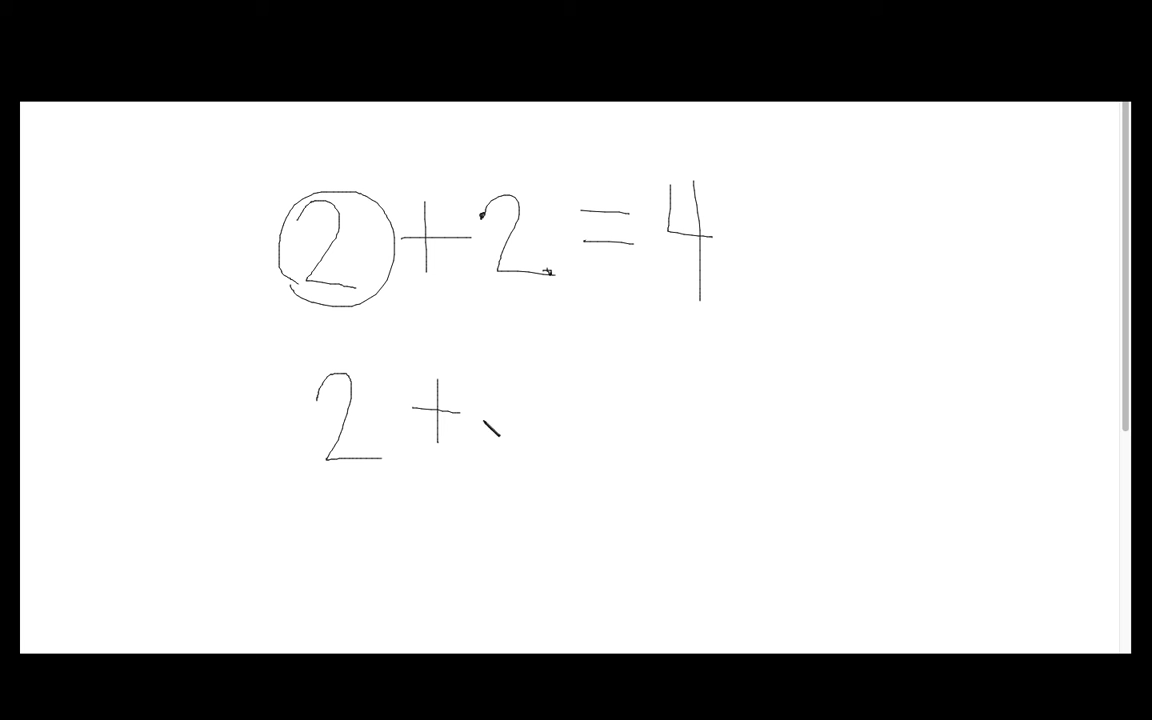 2 + 2 = 4
2 +